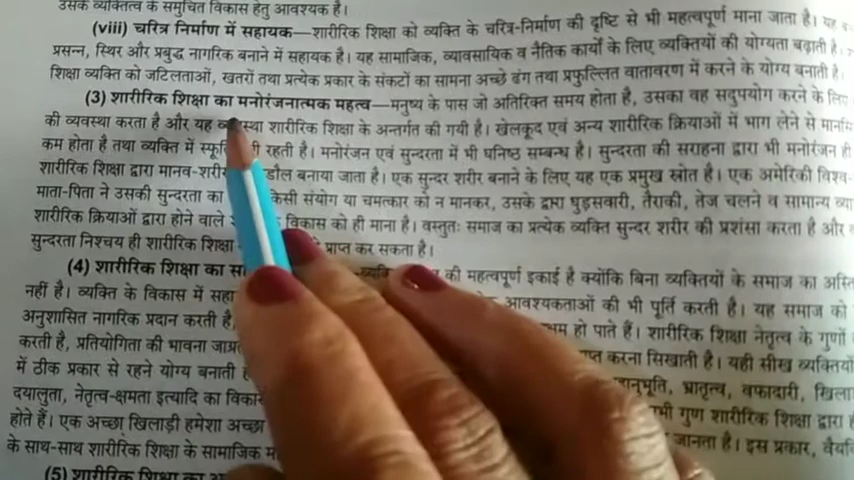 उसके व्यक्तित्व के समुचित विकास हेतु आवश्यक है।
(viii) चरित्र निर्माण में सहायक—शारीरिक शिक्षा को व्यक्ति के चरित्र-निर्माण की दृष्टि से भी महत्वपूर्ण माना जाता है। यह
प्रसन्न, स्थिर और प्रबुद्ध नागरिक बनाने में सहायक है। यह सामाजिक, व्यावसायिक व नैतिक कार्यों के लिए व्यक्तियों की योग्यता बढ़ाती है।
शिक्षा व्यक्ति को जटिलताओं, खतरों तथा प्रत्येक प्रकार के संकटों का सामना अच्छे ढंग तथा प्रफुल्लित वातावरण में करने के योग्य बनाती है।
(3) शारीरिक शिक्षा का मनोरंजनात्मक महत्व—मनुष्य के पास जो अतिरिक्त समय होता है, उसका वह सदुपयोग करने के लिए
की व्यवस्था करता है और यह व्यवस्था शारीरिक शिक्षा के अन्तर्गत की गयी है। खेलकूद एवं अन्य शारीरिक क्रियाओं में भाग लेने से
कम होता है तथा व्यक्ति में रहती है। मनोरंजन एवं सुन्दरता में भी घनिष्ठ सम्बन्ध है। सुन्दरता की सराहना द्वारा भी मनोरंजन ही
शारीरिक शिक्षा द्वारा बनाया जाता है। एक सुन्दर शरीर बनाने के लिए यह एक प्रमुख स्रोत है। एक अमेरिकी विश्व-
माता-पिता ने उसकी सुन्दरता का किसी संयोग या चमत्कार को न मानकर, उसके द्वारा घुड़सवारी, तैराकी, तेज चलने व सामान्य
शारीरिक क्रियाओं द्वारा होने वाले विकास को ही माना है। वस्तुतः समाज का प्रत्येक व्यक्ति सुन्दर शरीर की प्रशंसा करता है और
सुन्दरता निश्चय ही शारीरिक शिक्षा प्राप्त कर सकता है।
(4) शारीरिक शिक्षा का की महत्वपूर्ण इकाई है क्योंकि बिना व्यक्तियों के समाज का
नहीं है। व्यक्ति के विकास में आवश्यकताओं की भी पूर्ति करती है। यह समाज को
अनुशासित नागरिक प्रदान करती है, हो पाते हैं। शारीरिक शिक्षा नेतृत्व के गुणों
करती है, प्रतियोगिता की भावना करना सिखाती है। यही सीख व्यक्तियों
में ठीक प्रकार से रहने योग्य बनाती भ्रातृत्व, वफादारी,
दयालुता, नेतृत्व-क्षमता इत्यादि का गुण शारीरिक शिक्षा द्वारा
होते हैं। एक अच्छा खिलाड़ी हमेशा अच्छा जानता है। इस प्रकार,
के साथ-साथ शारीरिक शिक्षा के सामाजिक
(5) शारीरिक शिक्षा का